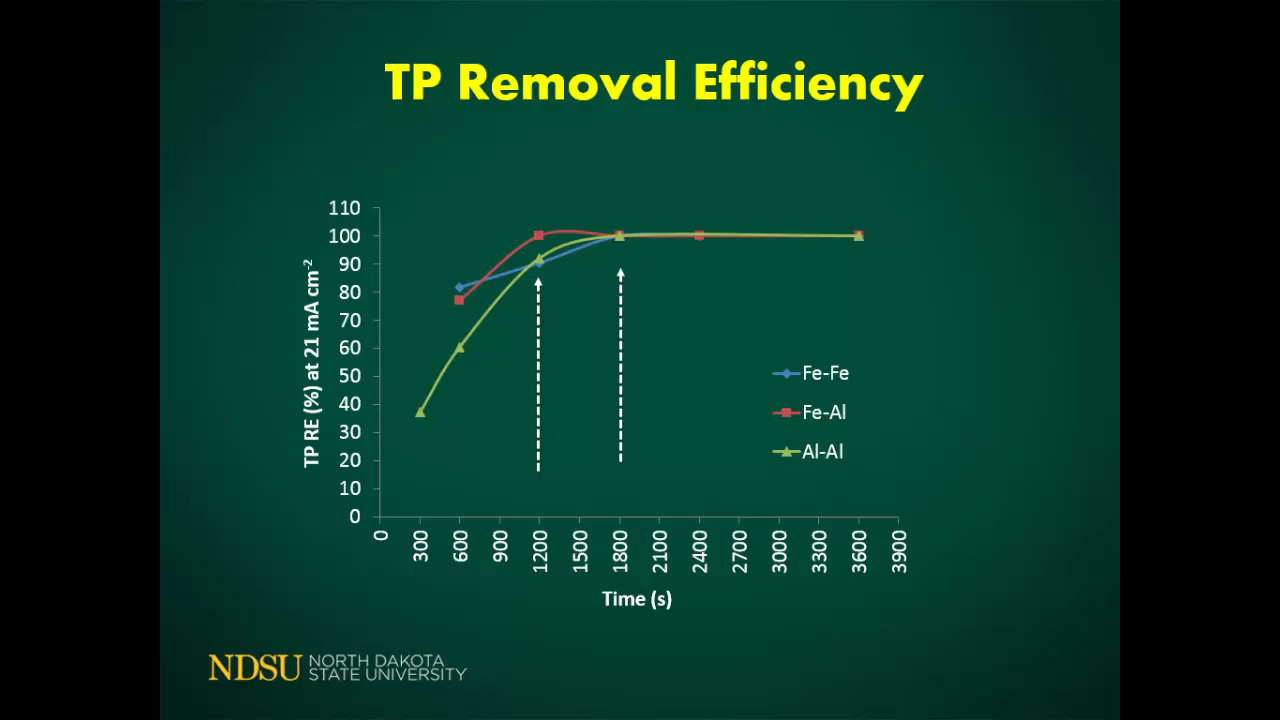 TP Removal Efficiency
TP RE (%) at 21 mA cm-2
110
100
90
80
70
60
50
40
30
20
10
0
0
300
600
900
1200
1500
1800
2100
2400
2700
3000
3300
3600
3900
Time (s)
Fe-Fe
Fe-Al
Al-Al
NDSU
NORTH DAKOTA
STATE UNIVERSITY